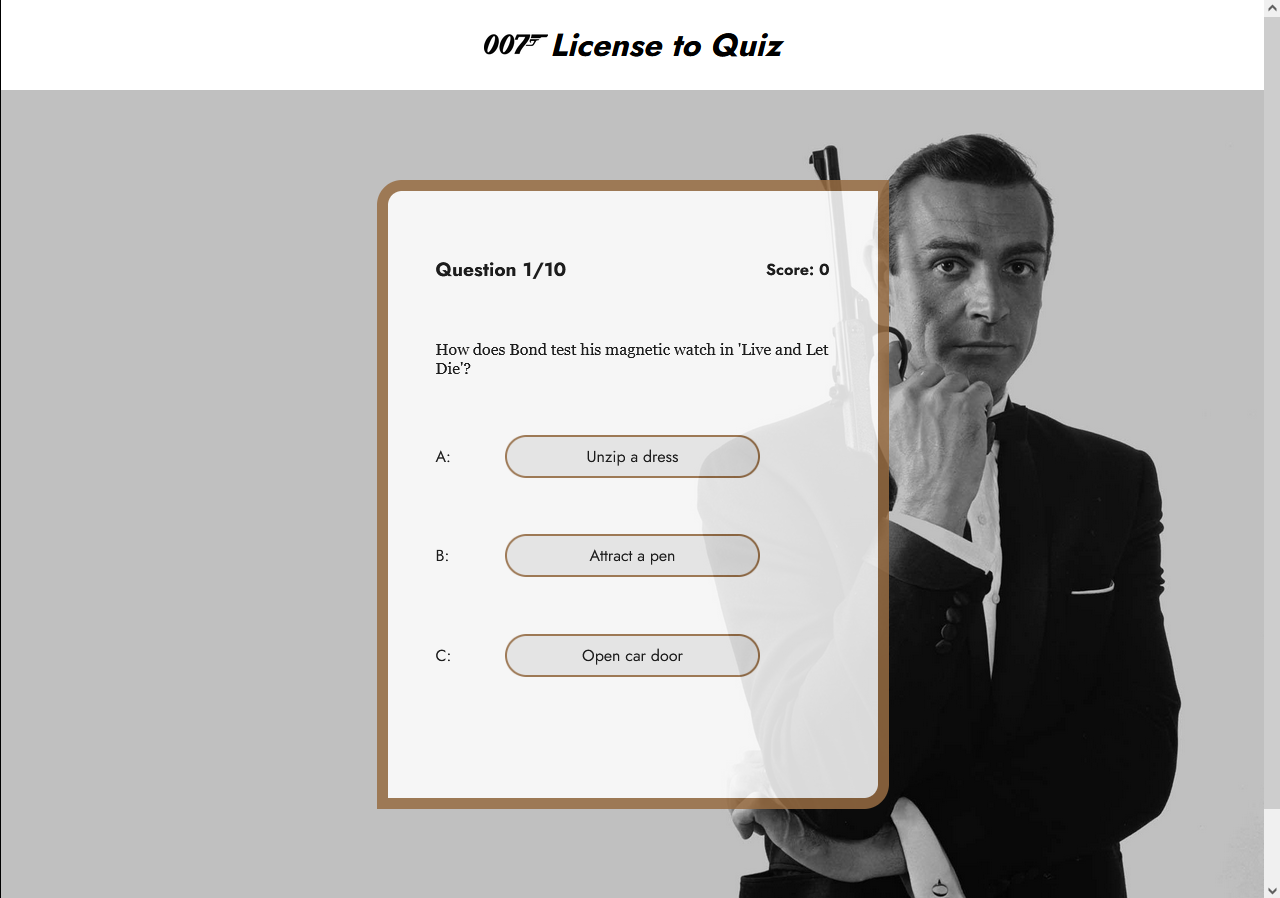 007 License to Quiz
Question 1/10
Score: 0
How does Bond test his magnetic watch in 'Live and Let
Die'?
A:
Unzip a dress
B:
Attract a pen
C:
Open car door